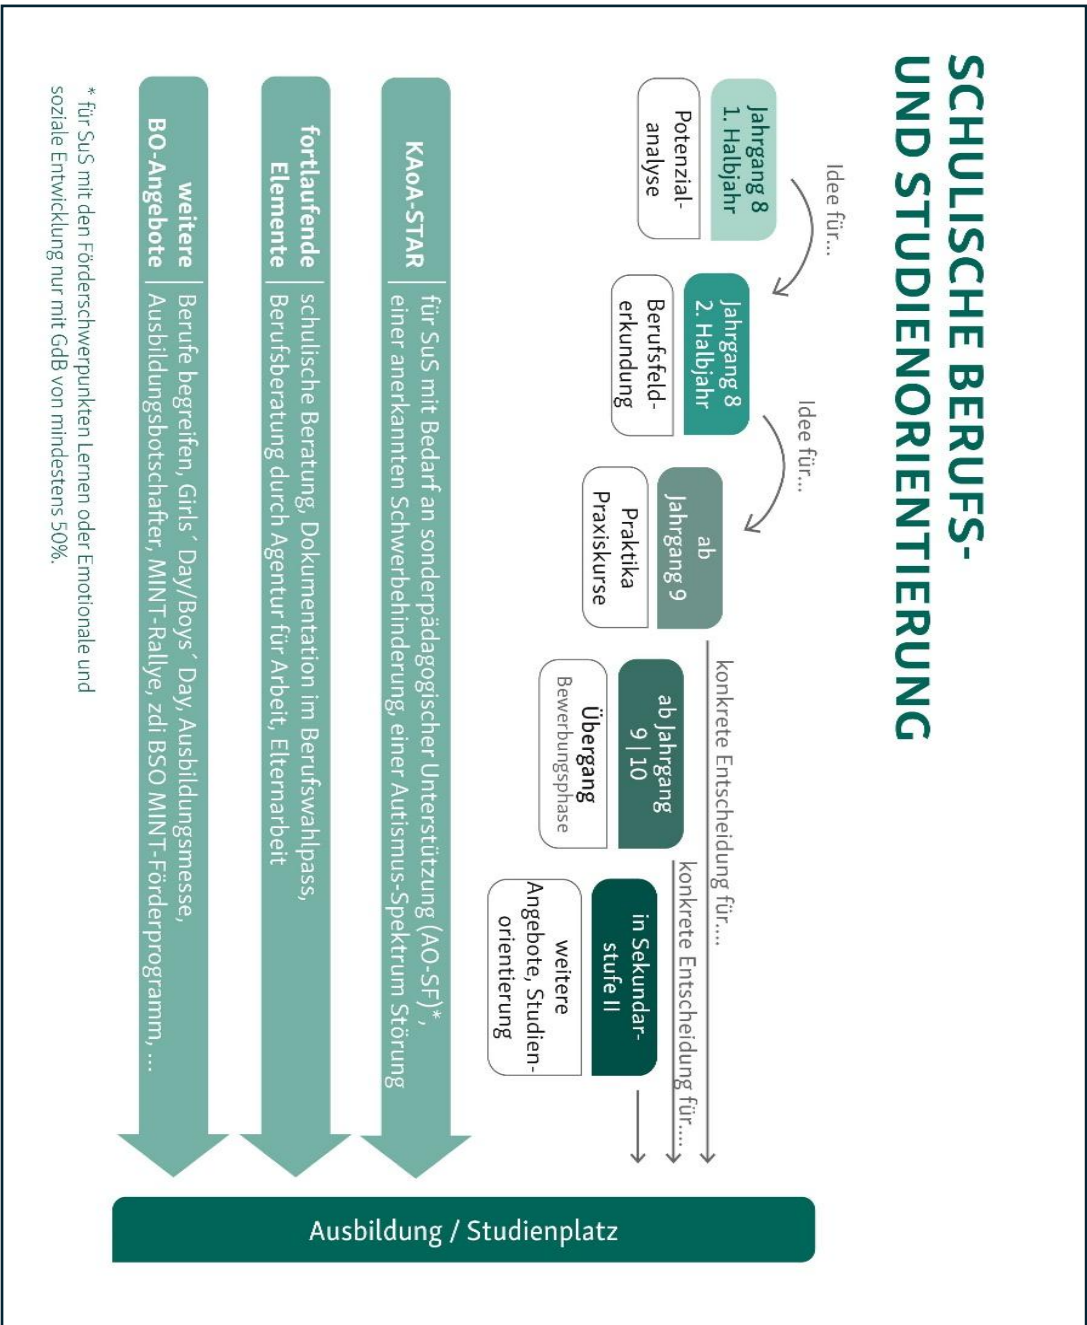 SCHULISCHE BERUFS-
UND STUDIENORIENTIERUNG
Idee für...
Idee für...
konkrete Entscheidung für....
konkrete Entscheidung für....
Jahrgang 8
1. Halbjahr
Potenzial-
analyse
Jahrgang 8
2. Halbjahr
Berufsfeld-
erkundung
ab
Jahrgang 9
Praktika
Praxiskurse
ab Jahrgang
9 | 10
Übergang
Bewerbungsphase
in Sekundar-
stufe II
weitere
Angebote, Studien-
orientierung
KAoA-STAR
für SuS mit Bedarf an sonderpädagogischer Unterstützung (AO-SF)*,
einer anerkannten Schwerbehinderung, einer Autismus-Spektrum Störung
fortlaufende
Elemente
schulische Beratung, Dokumentation im Berufswahlpass,
Berufsberatung durch Agentur für Arbeit, Elternarbeit
weitere
BO-Angebote
Berufe begreifen, Girls´ Day/Boys´ Day, Ausbildungsmesse,
Ausbildungsbotschafter, MINT-Rallye, zdi BSO MINT-Förderprogramm, ...
* für SuS mit den Förderschwerpunkten Lernen oder Emotionale und
soziale Entwicklung nur mit GdB von mindestens 50%.
Ausbildung / Studienplatz